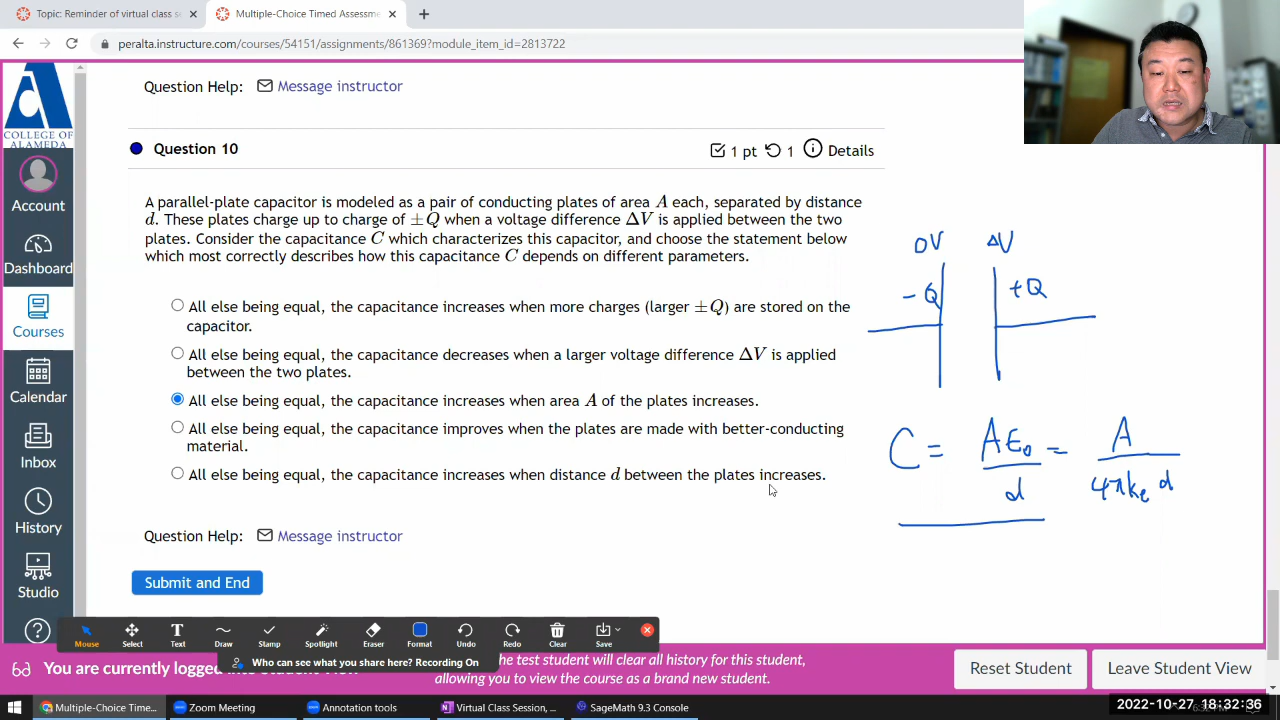 Topic: Reminder of virtual class s
Multiple-Choice Timed Assessme
peralta.instructure.com/courses/54151/assignments/861369?module_item_id=2813722
COLLEGE OF
ALAMEDA
Account
Dashboard
Courses
Calendar
Inbox
History
Studio
Question Help: Message instructor
Question 10
1 pt 1 Details
A parallel-plate capacitor is modeled as a pair of conducting plates of area A each, separated by distance
d. These plates charge up to charge of ±Q when a voltage difference ΔV is applied between the two
plates. Consider the capacitance C which characterizes this capacitor, and choose the statement below
which most correctly describes how this capacitance C depends on different parameters.
All else being equal, the capacitance increases when more charges (larger ±Q) are stored on the
capacitor.
All else being equal, the capacitance decreases when a larger voltage difference ΔV is applied
between the two plates.
All else being equal, the capacitance increases when area A of the plates increases.
All else being equal, the capacitance improves when the plates are made with better-conducting
material.
All else being equal, the capacitance increases when distance d between the plates increases.
Question Help: Message instructor
Submit and End
0V ΔV
-Q +Q
C = Aε₀/d = A/4πkₑd
Mouse Select Text Draw Stamp Spotlight Eraser Format Undo Redo Clear Save
Who can see what you share here? Recording On
You are currently logged
the test student will clear all history for this student,
allowing you to view the course as a brand new student.
Reset Student
Leave Student View
Multiple-Choice Time...
Zoom Meeting
Annotation tools
Virtual Class Session, ...
SageMath 9.3 Console
2022-10-27 18:32:36